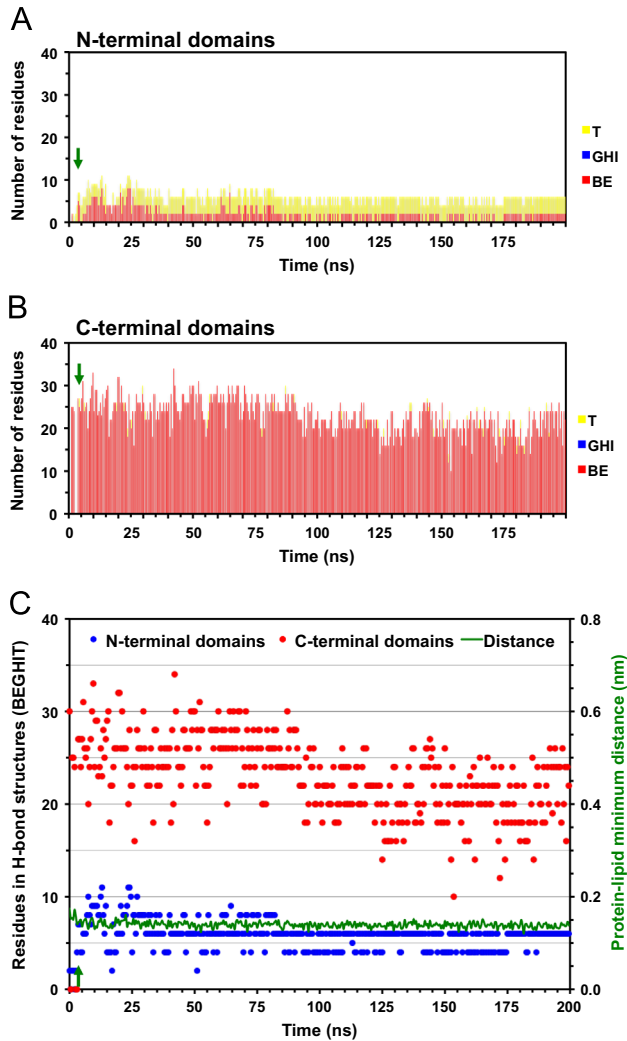 A
N-terminal domains
Number of residues
40
30
20
10
0
0 25 50 75 100 125 150 175
Time (ns)
T
GHI
BE
B
C-terminal domains
Number of residues
40
30
20
10
0
0 25 50 75 100 125 150 175
Time (ns)
T
GHI
BE
C
N-terminal domains C-terminal domains Distance
Residues in H-bond structures (BEGHIT)
40
30
20
10
0
Protein-lipid minimum distance (nm)
0.8
0.6
0.4
0.2
0.0
0 25 50 75 100 125 150 175 200
Time (ns)